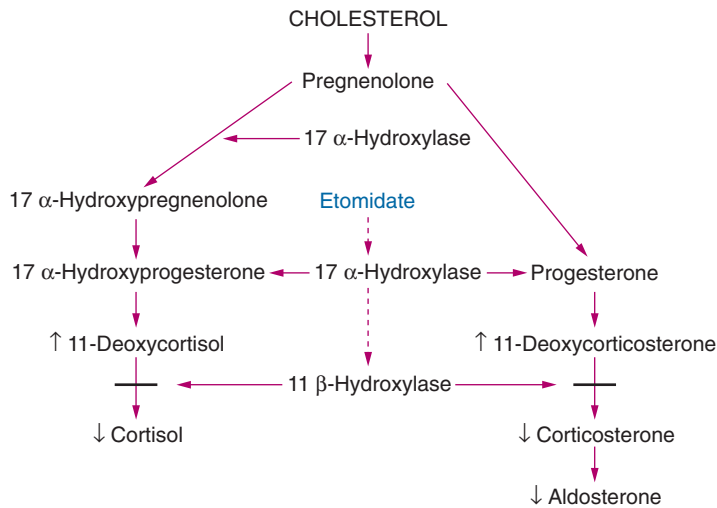 CHOLESTEROL
Pregnenolone
17 α-Hydroxylase
17 α-Hydroxypregnenolone
Etomidate
17 α-Hydroxyprogesterone
17 α-Hydroxylase
Progesterone
↑ 11-Deoxycortisol
↑ 11-Deoxycorticosterone
11 β-Hydroxylase
↓ Cortisol
↓ Corticosterone
↓ Aldosterone